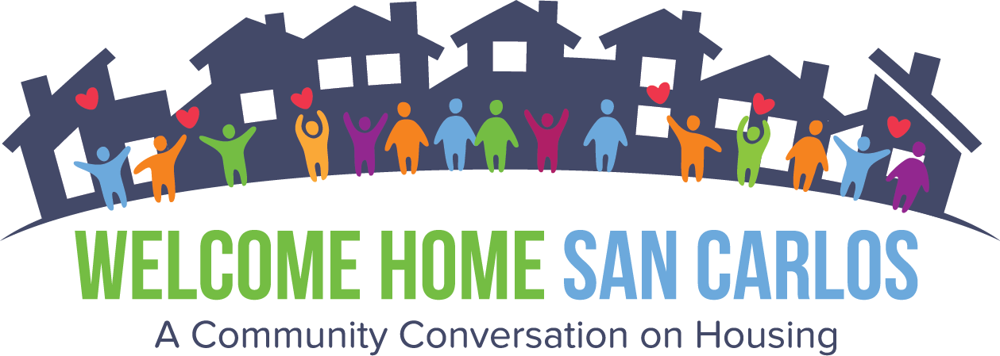 WELCOME HOME SAN CARLOS
A Community Conversation on Housing